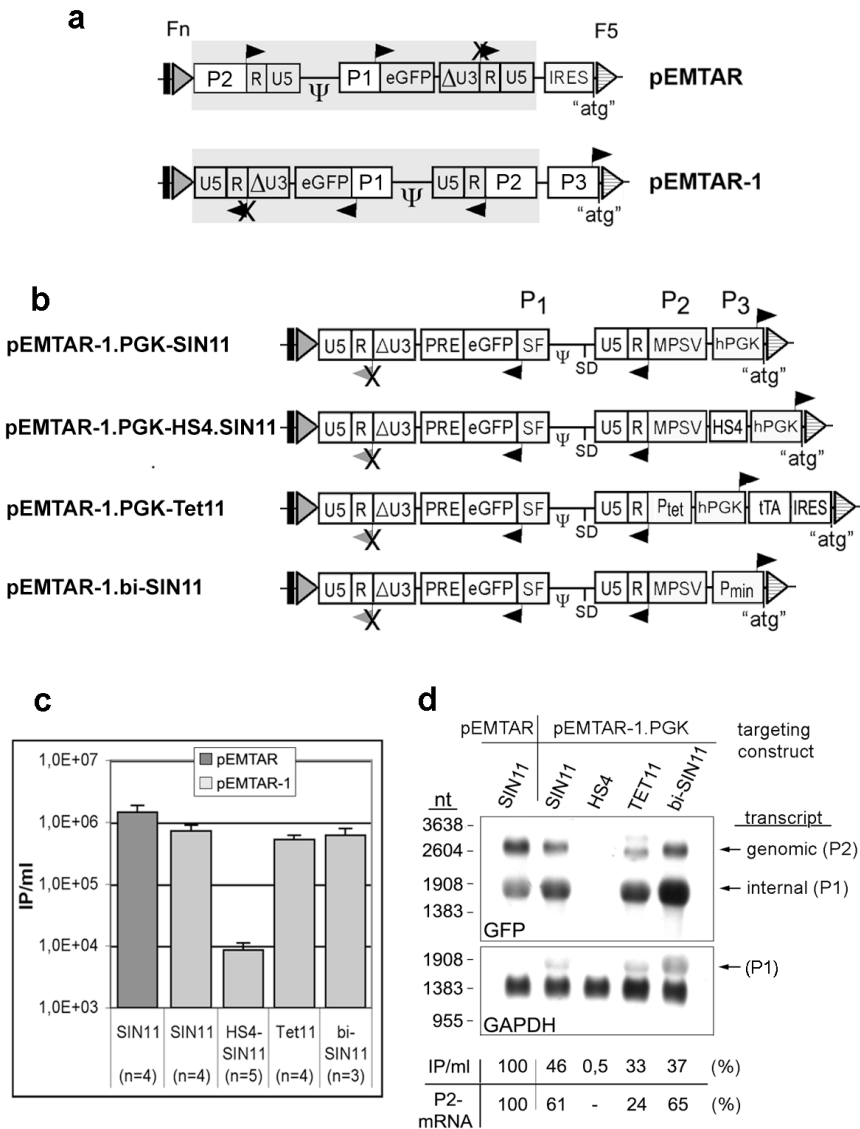 a
Fn F5
P2 R U5 Ψ P1 eGFP ΔU3 R U5 IRES pEMTAR
X
"atg"
U5 R ΔU3 eGFP P1 Ψ U5 R P2 P3 pEMTAR-1
X
"atg"
b
P1 P2 P3
pEMTAR-1.PGK-SIN11 U5 R ΔU3 PRE eGFP SF Ψ SD U5 R MPSV hPGK
X
"atg"
pEMTAR-1.PGK-HS4.SIN11 U5 R ΔU3 PRE eGFP SF Ψ SD U5 R MPSV HS4 hPGK
X
"atg"
pEMTAR-1.PGK-Tet11 U5 R ΔU3 PRE eGFP SF Ψ SD U5 R Ptet hPGK tTA IRES
X
"atg"
pEMTAR-1.bi-SIN11 U5 R ΔU3 PRE eGFP SF Ψ SD U5 R MPSV Pmin
X
"atg"
c
pEMTAR
pEMTAR-1
IP/ml
1,0E+07
1,0E+06
1,0E+05
1,0E+04
1,0E+03
SIN11 SIN11 HS4-SIN11 Tet11 bi-SIN11
(n=4) (n=4) (n=5) (n=4) (n=3)
d
pEMTAR pEMTAR-1.PGK targeting
construct
SIN11 SIN11 HS4 TET11 bi-SIN11
nt transcript
3638
2604 genomic (P2)
1908 internal (P1)
1383
GFP
1908 (P1)
1383
955
GAPDH
IP/ml 100 46 0,5 33 37 (%)
P2-mRNA 100 61 - 24 65 (%)